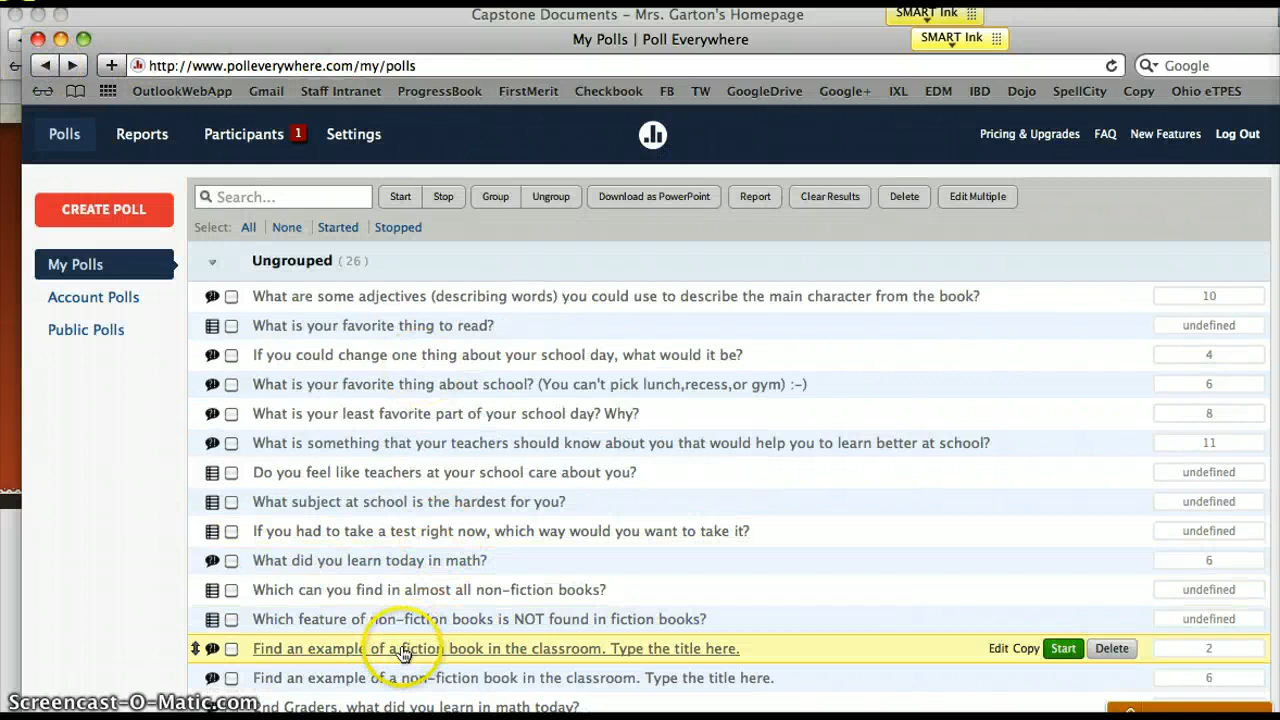 Capstone Documents – Mrs. Garton's Homepage
SMART Ink
My Polls | Poll Everywhere
SMART Ink
http://www.polleverywhere.com/my/polls
Google
OutlookWebApp Gmail Staff Intranet ProgressBook FirstMerit Checkbook FB TW GoogleDrive Google+ IXL EDM IBD Dojo SpellCity Copy Ohio eTPES
Polls Reports Participants 1 Settings Pricing & Upgrades FAQ New Features Log Out
CREATE POLL
My Polls
Account Polls
Public Polls
Search... Start Stop Group Ungroup Download as PowerPoint Report Clear Results Delete Edit Multiple
Select: All | None | Started | Stopped
Ungrouped ( 26 )
What are some adjectives (describing words) you could use to describe the main character from the book? 10
What is your favorite thing to read? undefined
If you could change one thing about your school day, what would it be? 4
What is your favorite thing about school? (You can't pick lunch,recess,or gym) :-) 6
What is your least favorite part of your school day? Why? 8
What is something that your teachers should know about you that would help you to learn better at school? 11
Do you feel like teachers at your school care about you? undefined
What subject at school is the hardest for you? undefined
If you had to take a test right now, which way would you want to take it? undefined
What did you learn today in math? 6
Which can you find in almost all non-fiction books? undefined
Which feature of non-fiction books is NOT found in fiction books? undefined
Find an example of a fiction book in the classroom. Type the title here. Edit Copy Start Delete 2
Find an example of a non-fiction book in the classroom. Type the title here. 6
nd Graders, what did you learn in math today?
Screencast-O-Matic.com